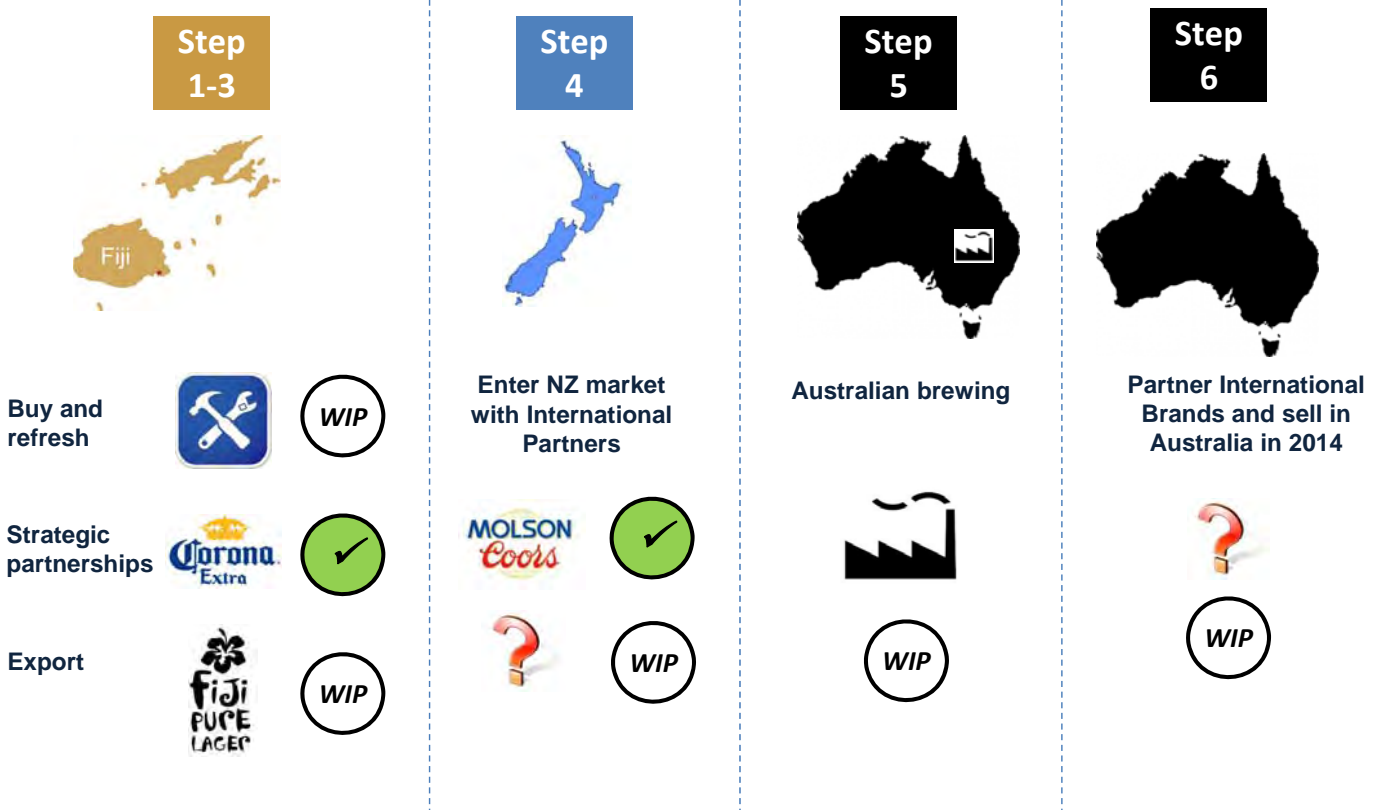 Step
1-3
Step
4
Step
5
Step
6
Fiji
Buy and
refresh
WIP
Enter NZ market
with International
Partners
Australian brewing
Partner International
Brands and sell in
Australia in 2014
Strategic
partnerships
Corona
Extra
MOLSON
Coors
?
Export
FiJi
PURE
LAGER
WIP
?
WIP
WIP
WIP